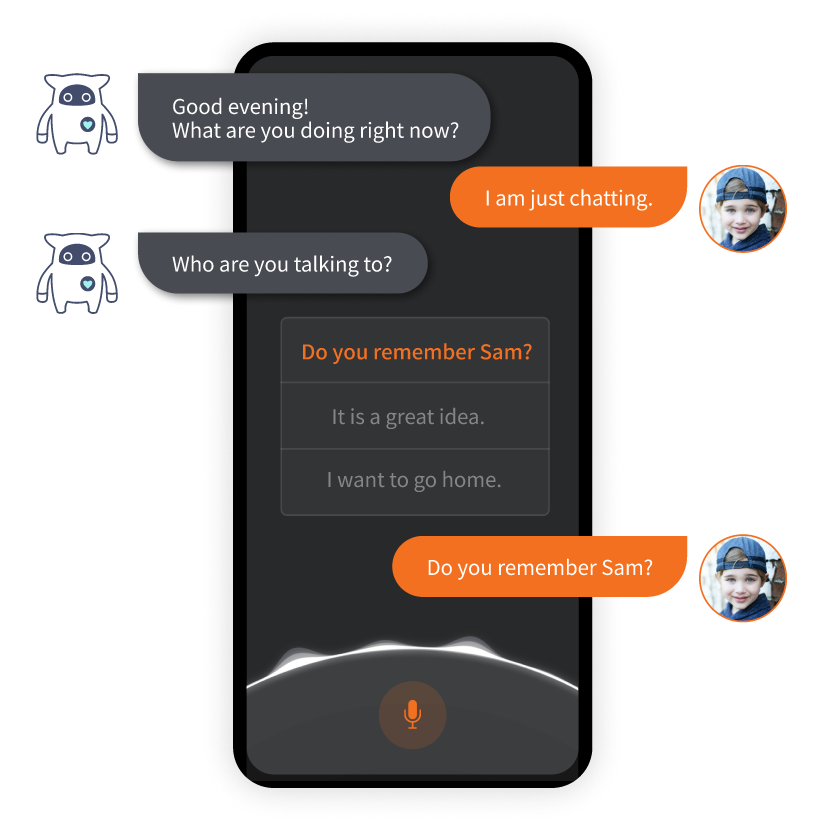 Good evening!
What are you doing right now?
I am just chatting.
Who are you talking to?
Do you remember Sam?
It is a great idea.
I want to go home.
Do you remember Sam?